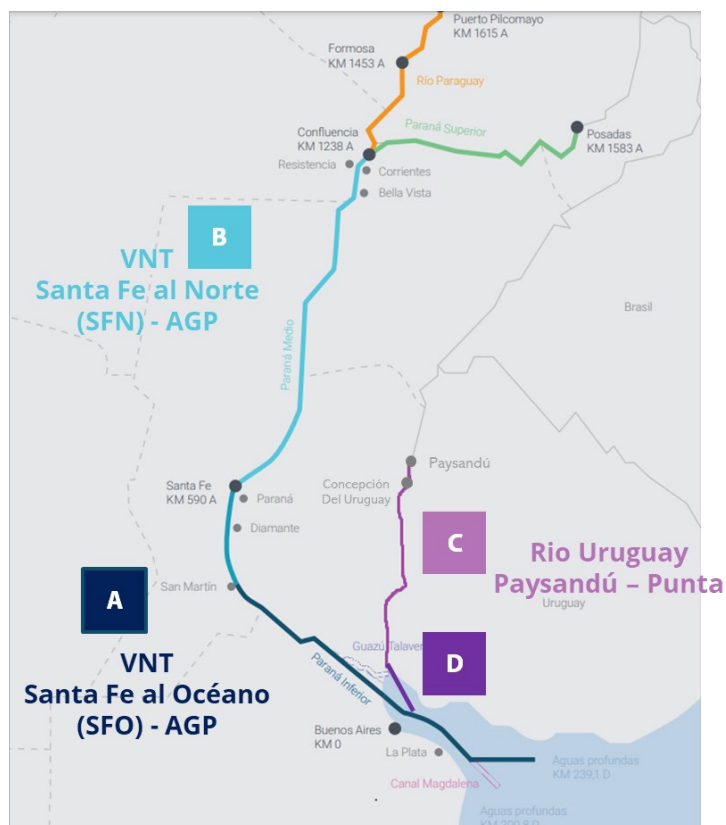 Puerto Pilcomayo
KM 1615 A
Formosa
KM 1453 A
Río Paraguay
Paraná Superior
Confluencia
KM 1238 A
Posadas
KM 1583 A
Resistencia
Corrientes
Bella Vista
B
VNT
Santa Fe al Norte
(SFN) - AGP
Brasil
Paraná Medio
Paysandú
Concepción
Del Uruguay
Santa Fe
KM 590 A
Paraná
Diamante
C
Rio Uruguay
Paysandú – Punta
Uruguay
San Martín
A
VNT
Santa Fe al Océano
(SFO) - AGP
Guazú Talaver
D
Paraná Inferior
Buenos Aires
KM 0
La Plata
Aguas profundas
KM 239,1 D
Canal Magdalena
Aguas profundas